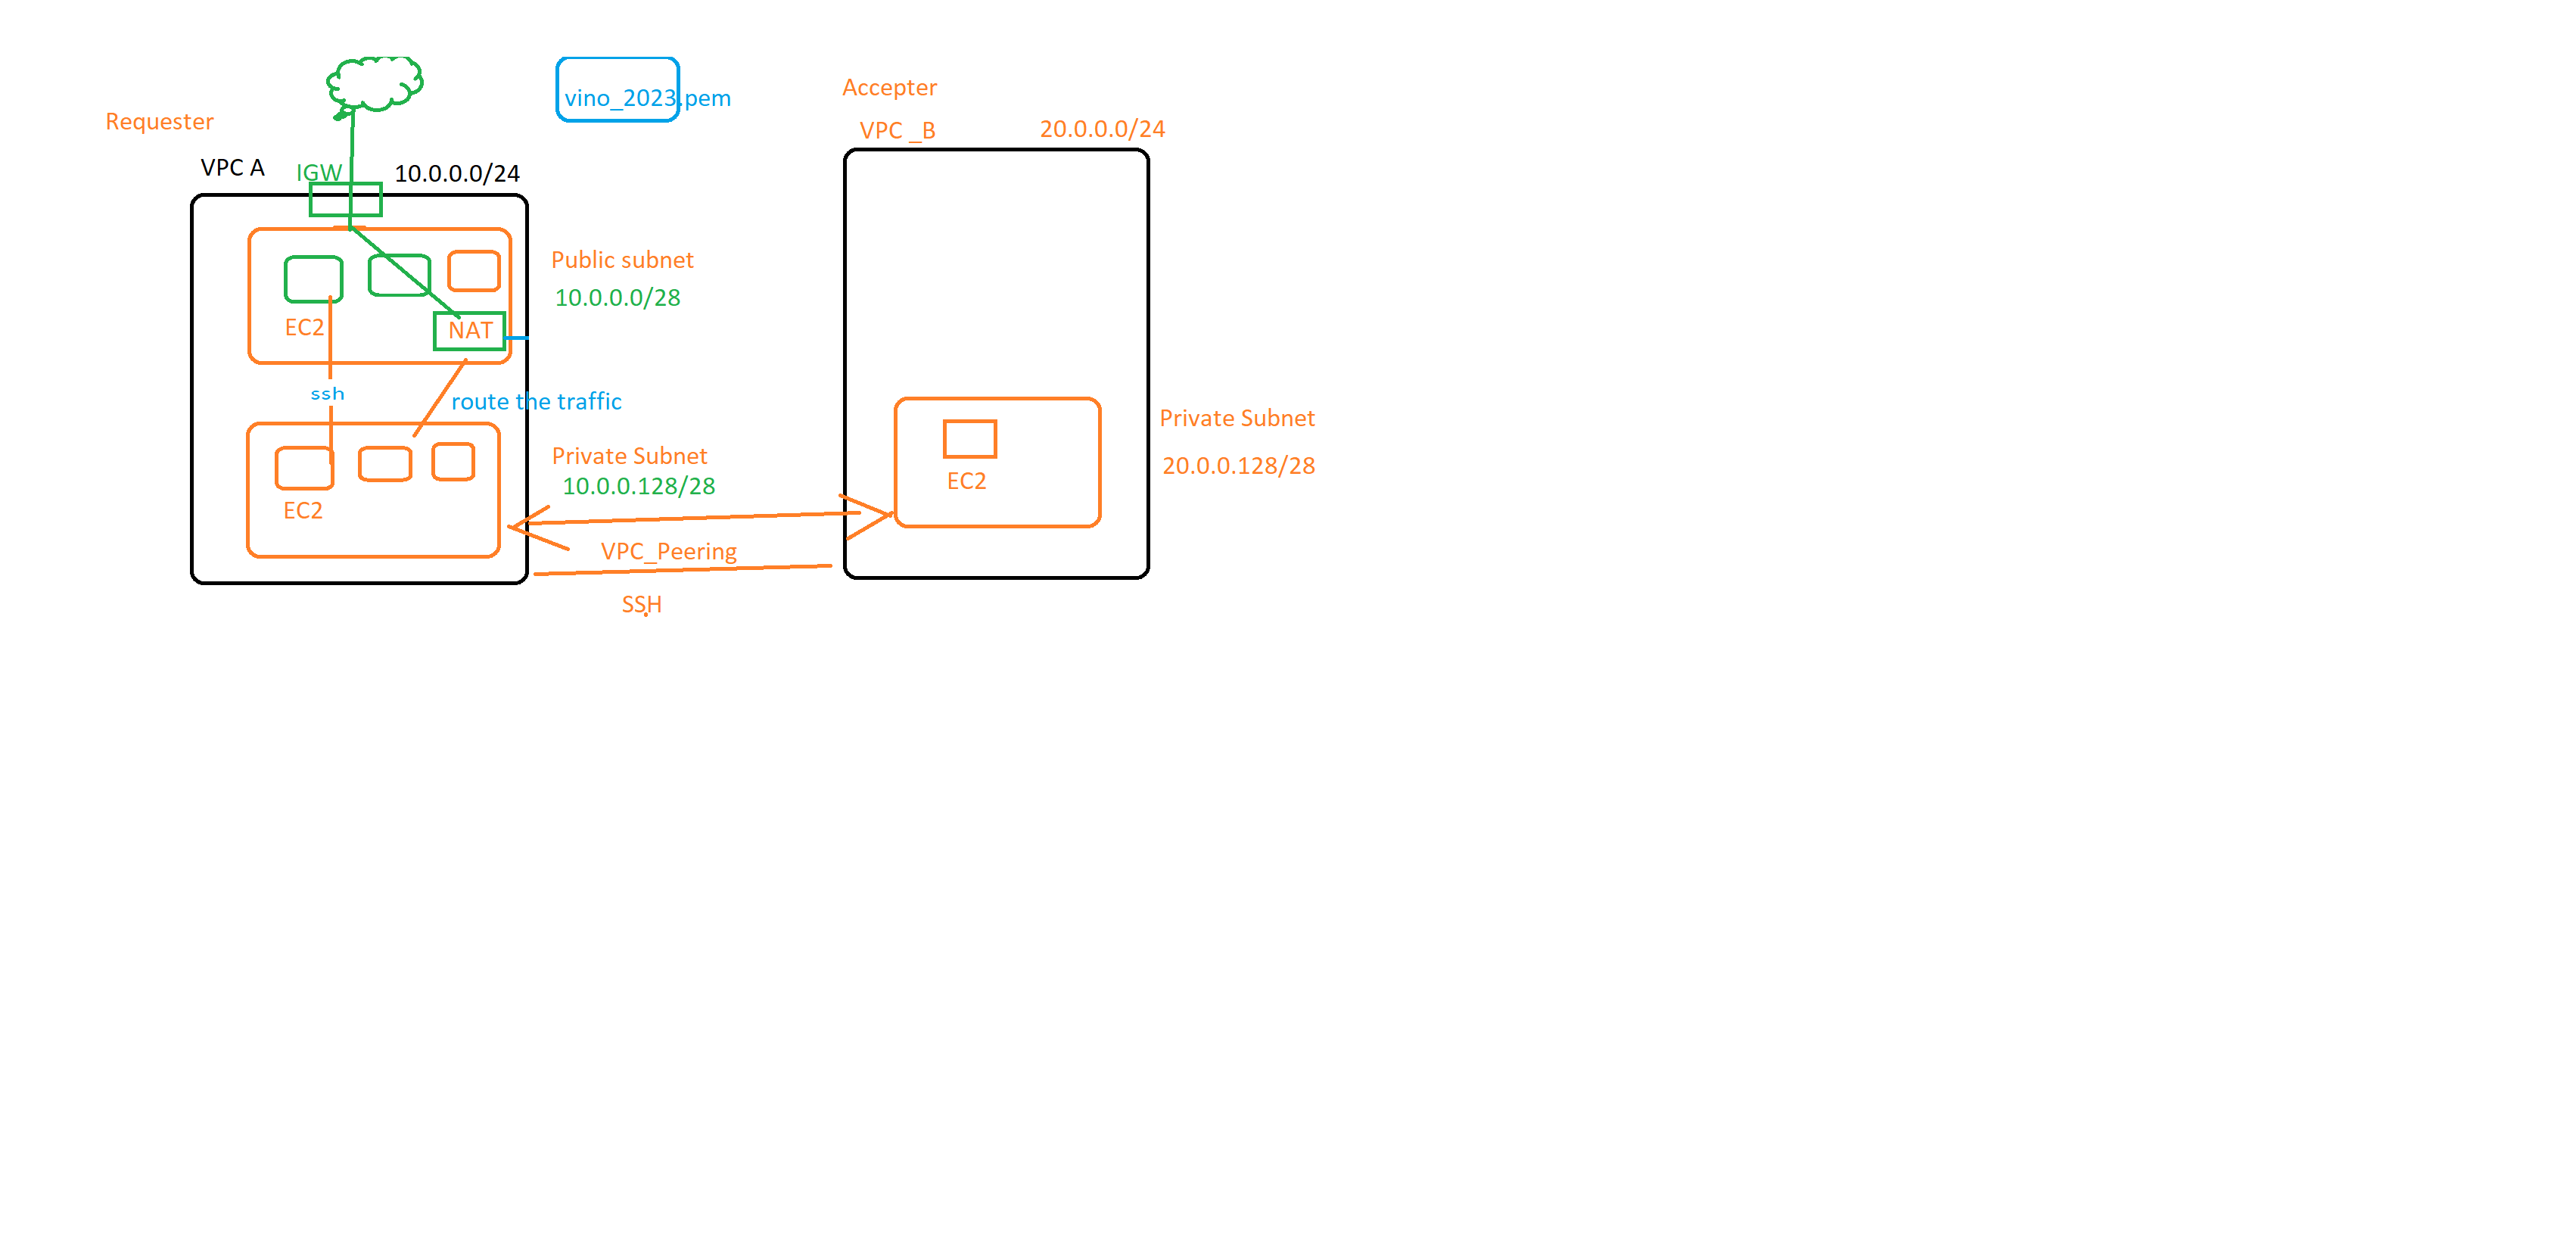 vino_2023.pem
Accepter
Requester
VPC _B
20.0.0.0/24
VPC A
IGW
10.0.0.0/24
Public subnet
10.0.0.0/28
EC2
NAT
ssh
route the traffic
Private Subnet
20.0.0.128/28
Private Subnet
10.0.0.128/28
EC2
EC2
VPC_Peering
SSH